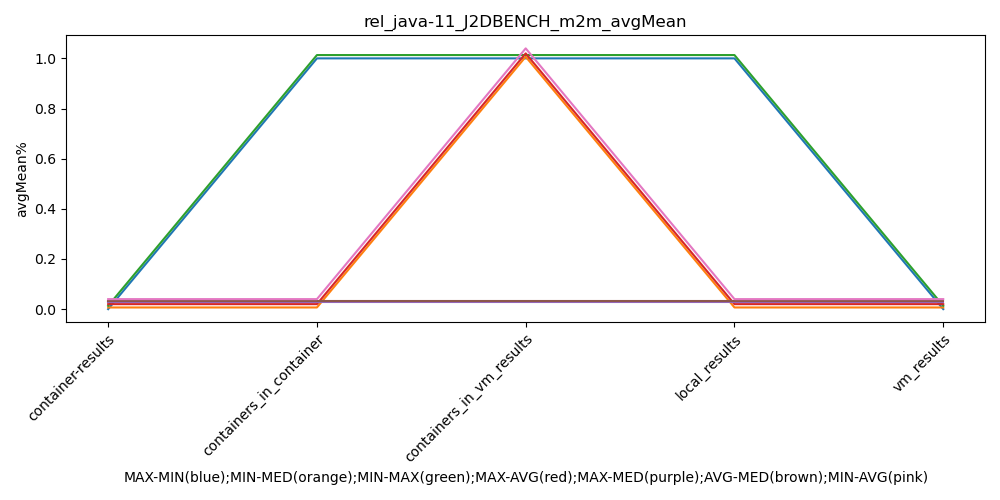 rel_java-11_J2DBENCH_m2m_avgMean
avgMean%
1.0
0.8
0.6
0.4
0.2
0.0
container-results
containers_in_container
containers_in_vm_results
local_results
vm_results
MAX-MIN(blue);MIN-MED(orange);MIN-MAX(green);MAX-AVG(red);MAX-MED(purple);AVG-MED(brown);MIN-AVG(pink)